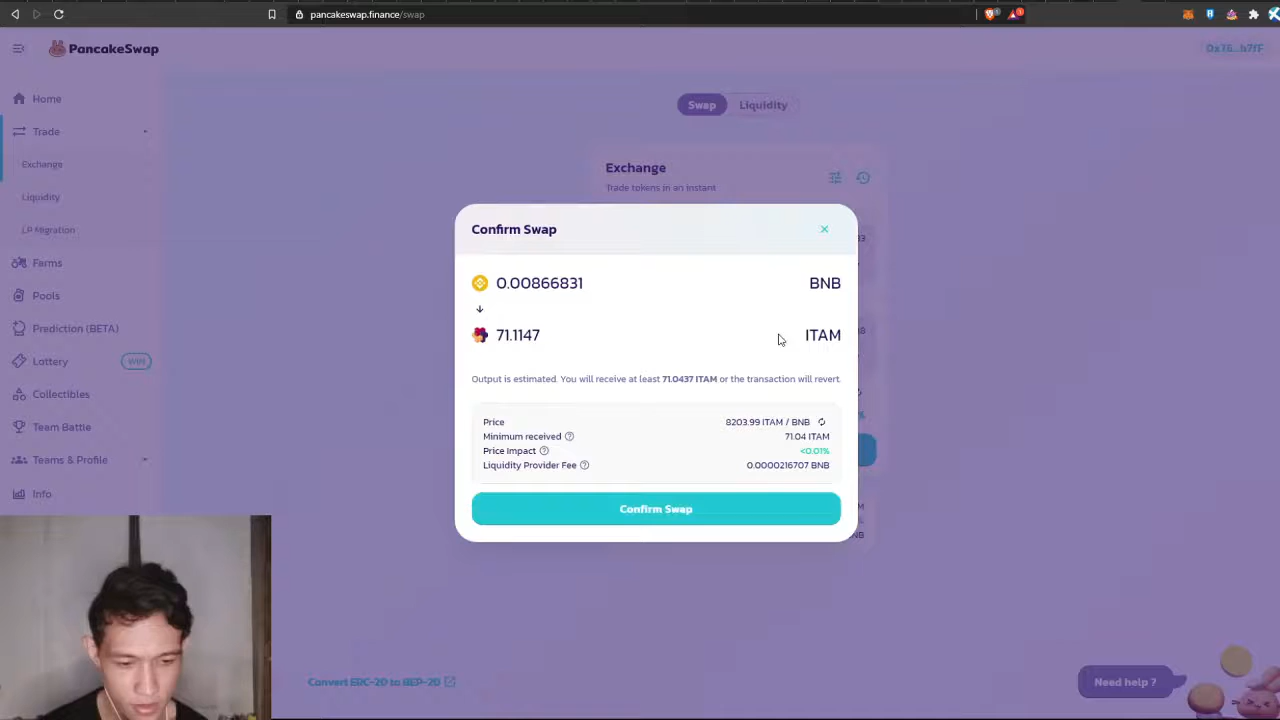 pancakeswap.finance/swap
PancakeSwap
0x76...b7fF
Home
Trade
Exchange
Liquidity
LP Migration
Farms
Pools
Prediction (BETA)
Lottery
WIN
Collectibles
Team Battle
Teams & Profile
Info
Swap
Liquidity
Exchange
Trade tokens in an instant
Confirm Swap
0.00866831 BNB
71.1147 ITAM
Output is estimated. You will receive at least 71.0437 ITAM or the transaction will revert.
Price 8203.99 ITAM / BNB
Minimum received 71.04 ITAM
Price Impact <0.01%
Liquidity Provider Fee 0.0000216707 BNB
Confirm Swap
Convert ERC-20 to BEP-20
Need help ?